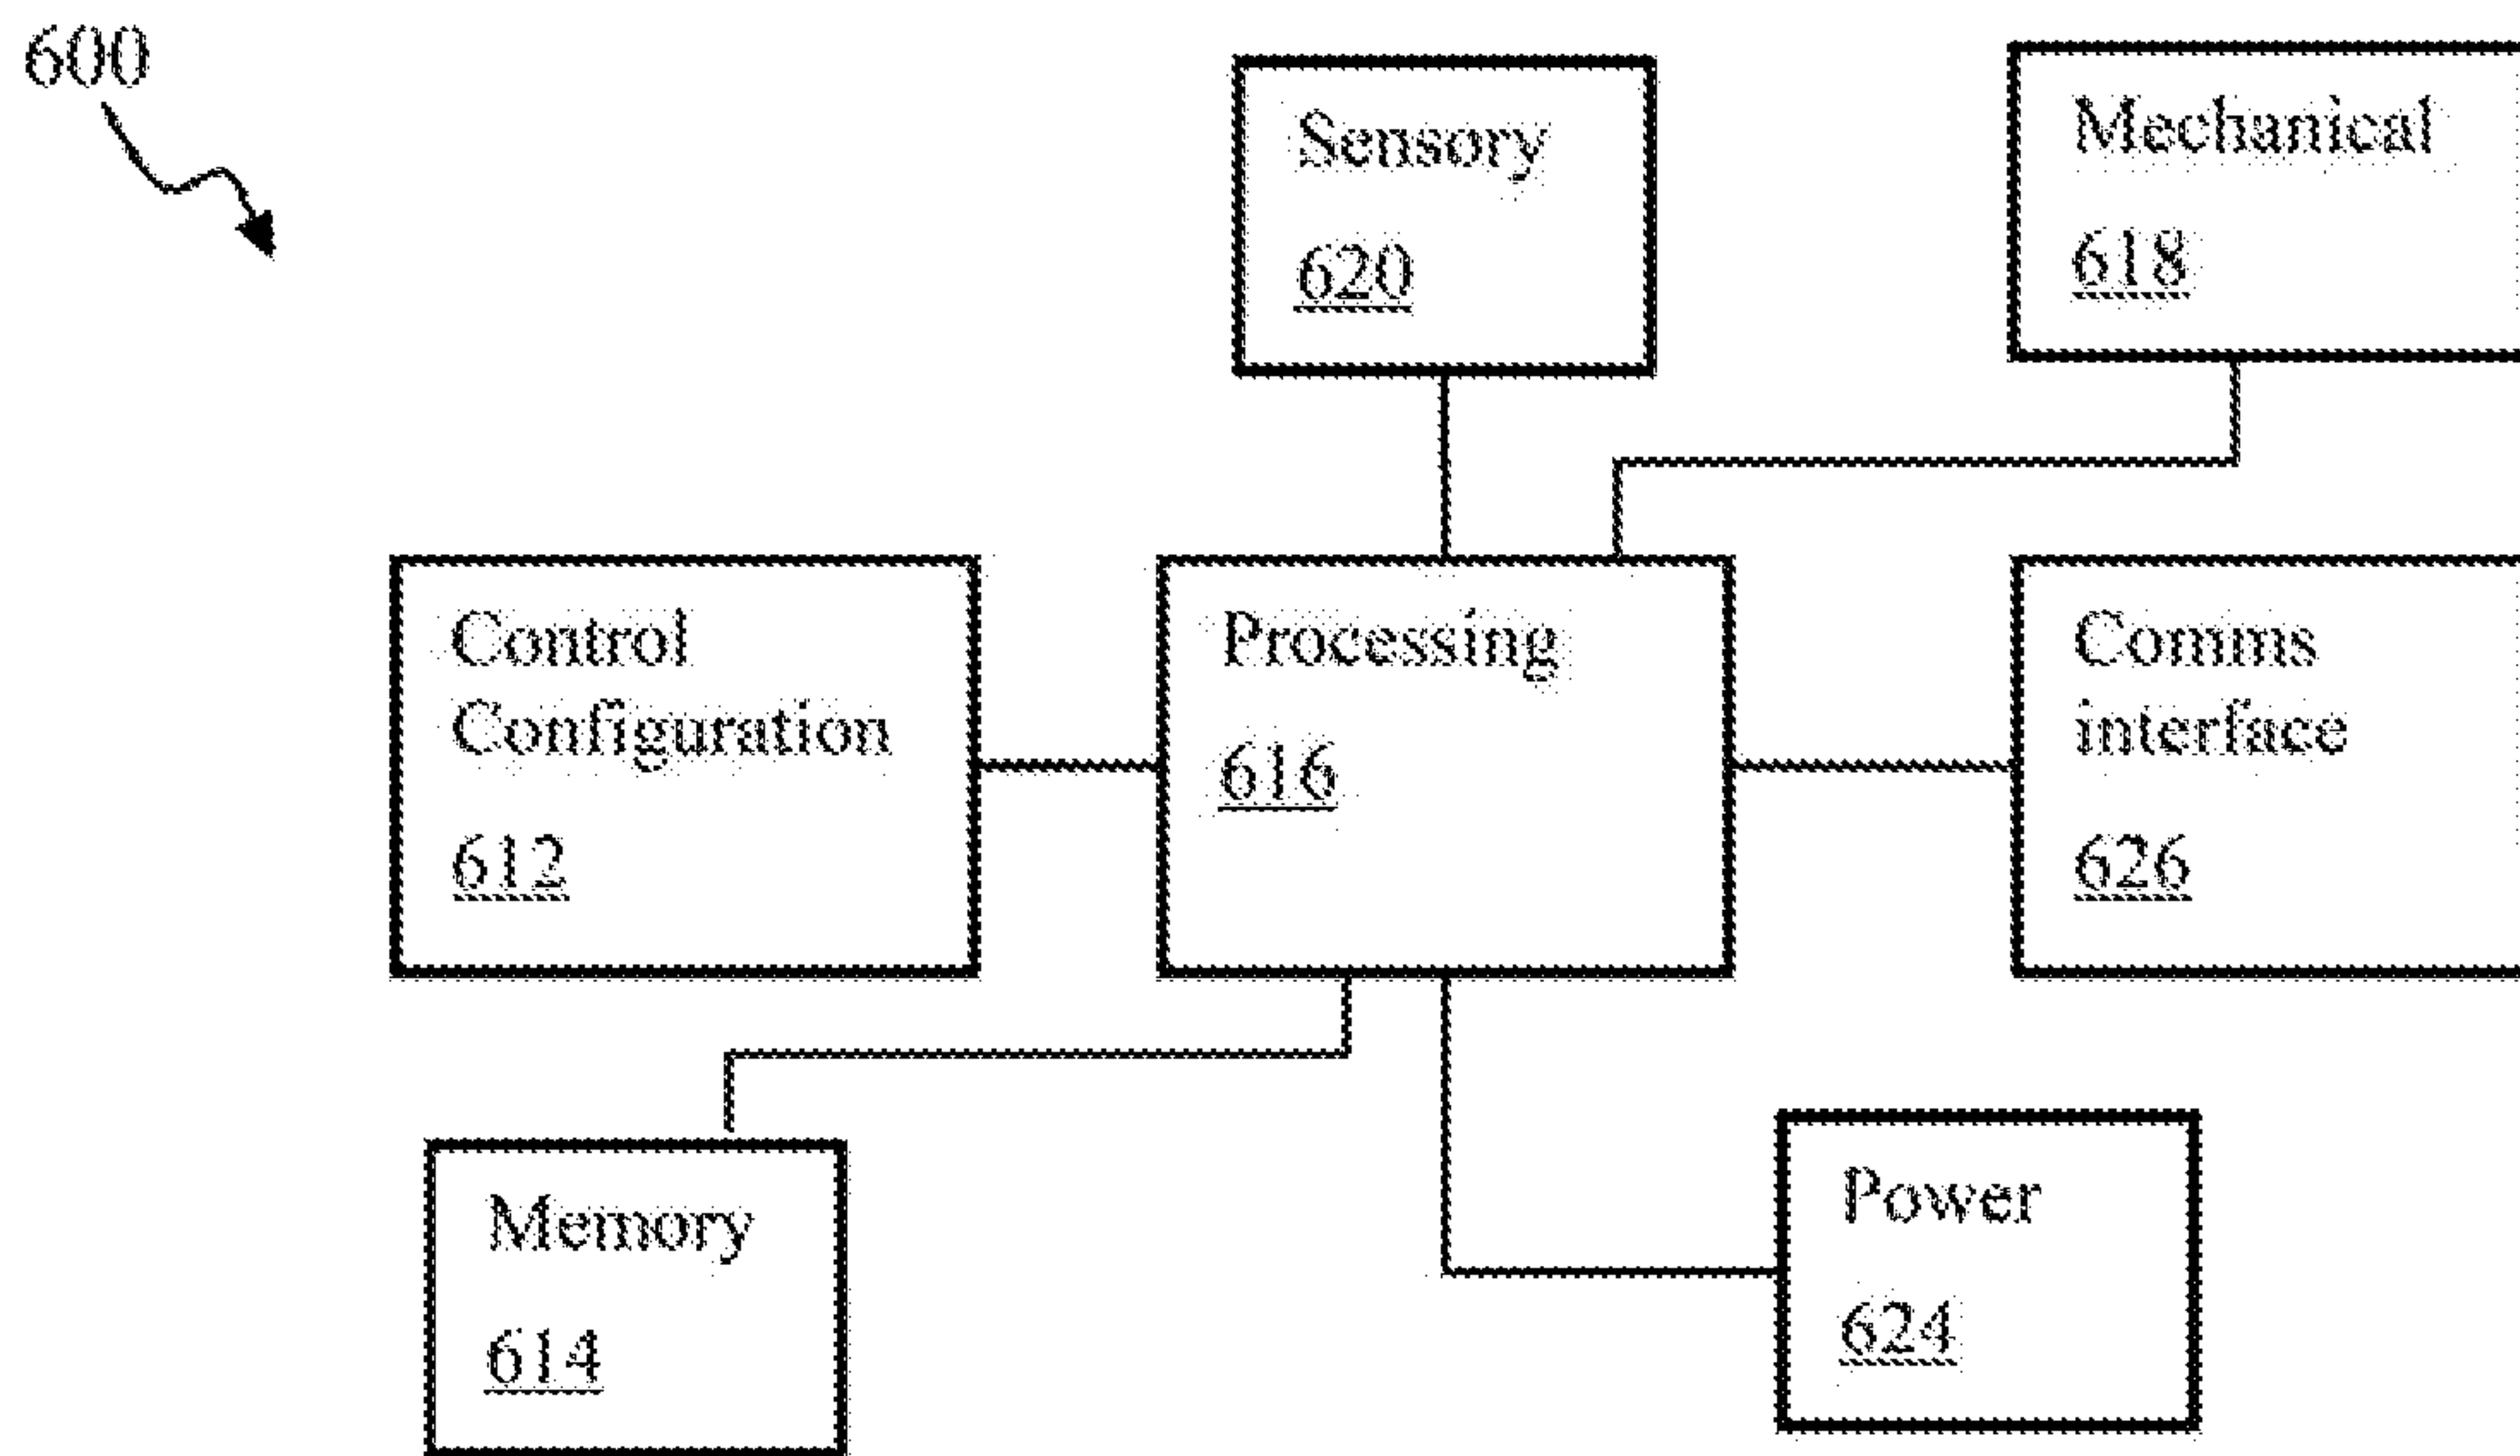 600
Sensory
620
Mechanical
618
Control
Configuration
612
Processing
616
Comms
interface
626
Memory
614
Power
624